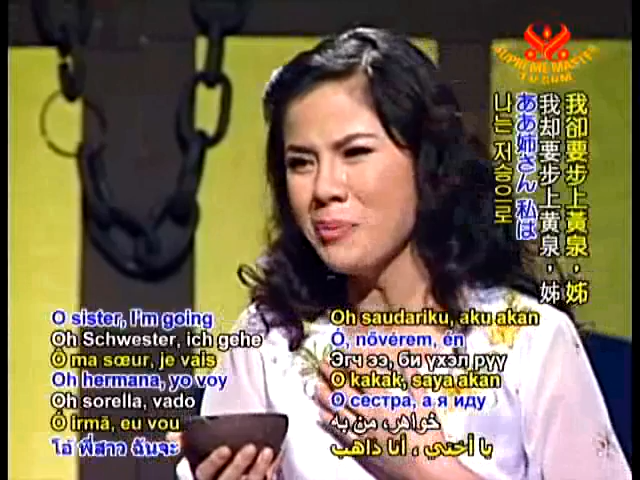 SUPREME MASTER
TV.COM
我卻要步上黃泉，姊
我却要步上黄泉，姊
ああ姉さん 私は
나는 저승으로
O sister, I'm going
Oh Schwester, ich gehe
Ô ma sœur, je vais
Oh hermana, yo voy
Oh sorella, vado
Ó irmã, eu vou
โอ้ พี่สาว ฉันจะ
Oh saudariku, aku akan
Ó, nővérem, én
Эгч ээ, би үхэл рүү
O kakak, saya akan
О сестра, а я иду
خواهر، من به
يا أختي ، أنا ذاهب